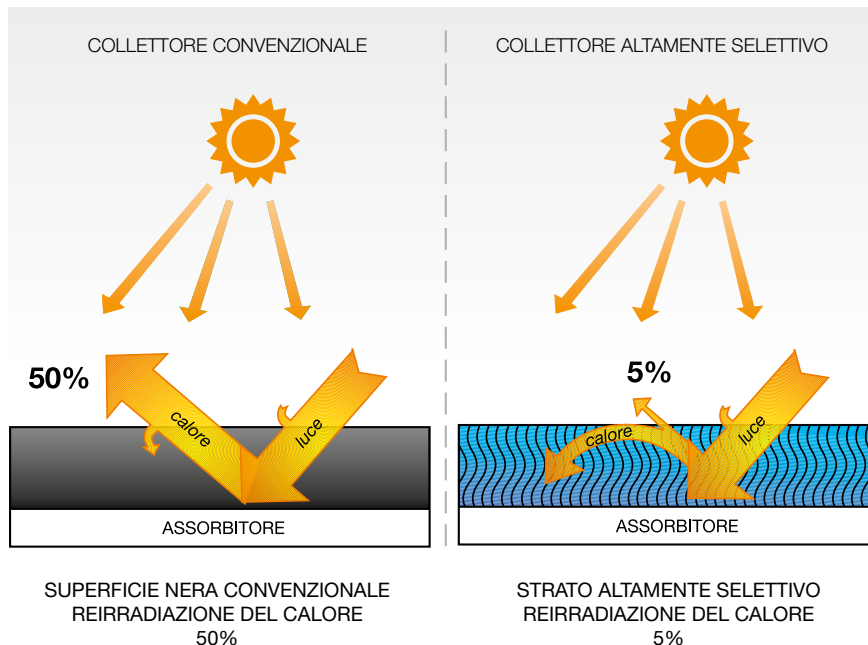 COLLETTORE CONVENZIONALE
50%
calore
luce
ASSORBITORE
SUPERFICIE NERA CONVENZIONALE
REIRRADIAZIONE DEL CALORE
50%
COLLETTORE ALTAMENTE SELETTIVO
5%
calore
luce
ASSORBITORE
STRATO ALTAMENTE SELETTIVO
REIRRADIAZIONE DEL CALORE
5%